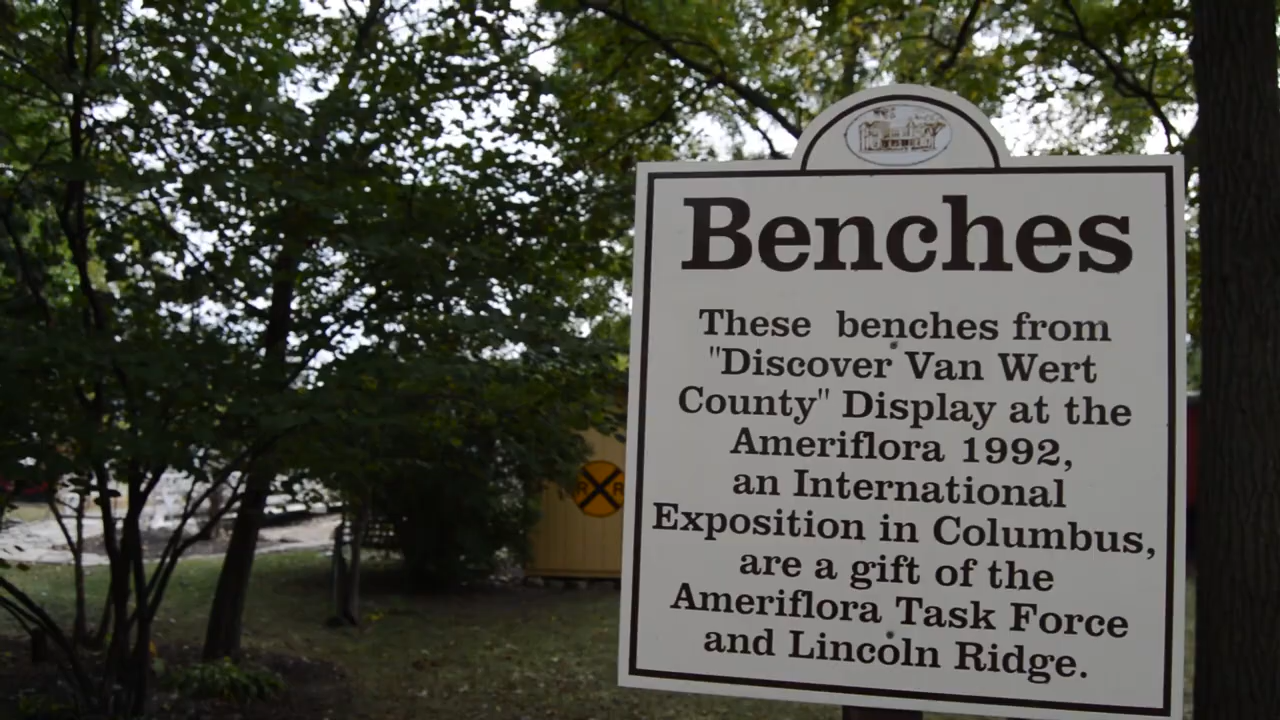 Benches
These benches from
"Discover Van Wert
County" Display at the
Ameriflora 1992,
an International
Exposition in Columbus,
are a gift of the
Ameriflora Task Force
and Lincoln Ridge.
R R